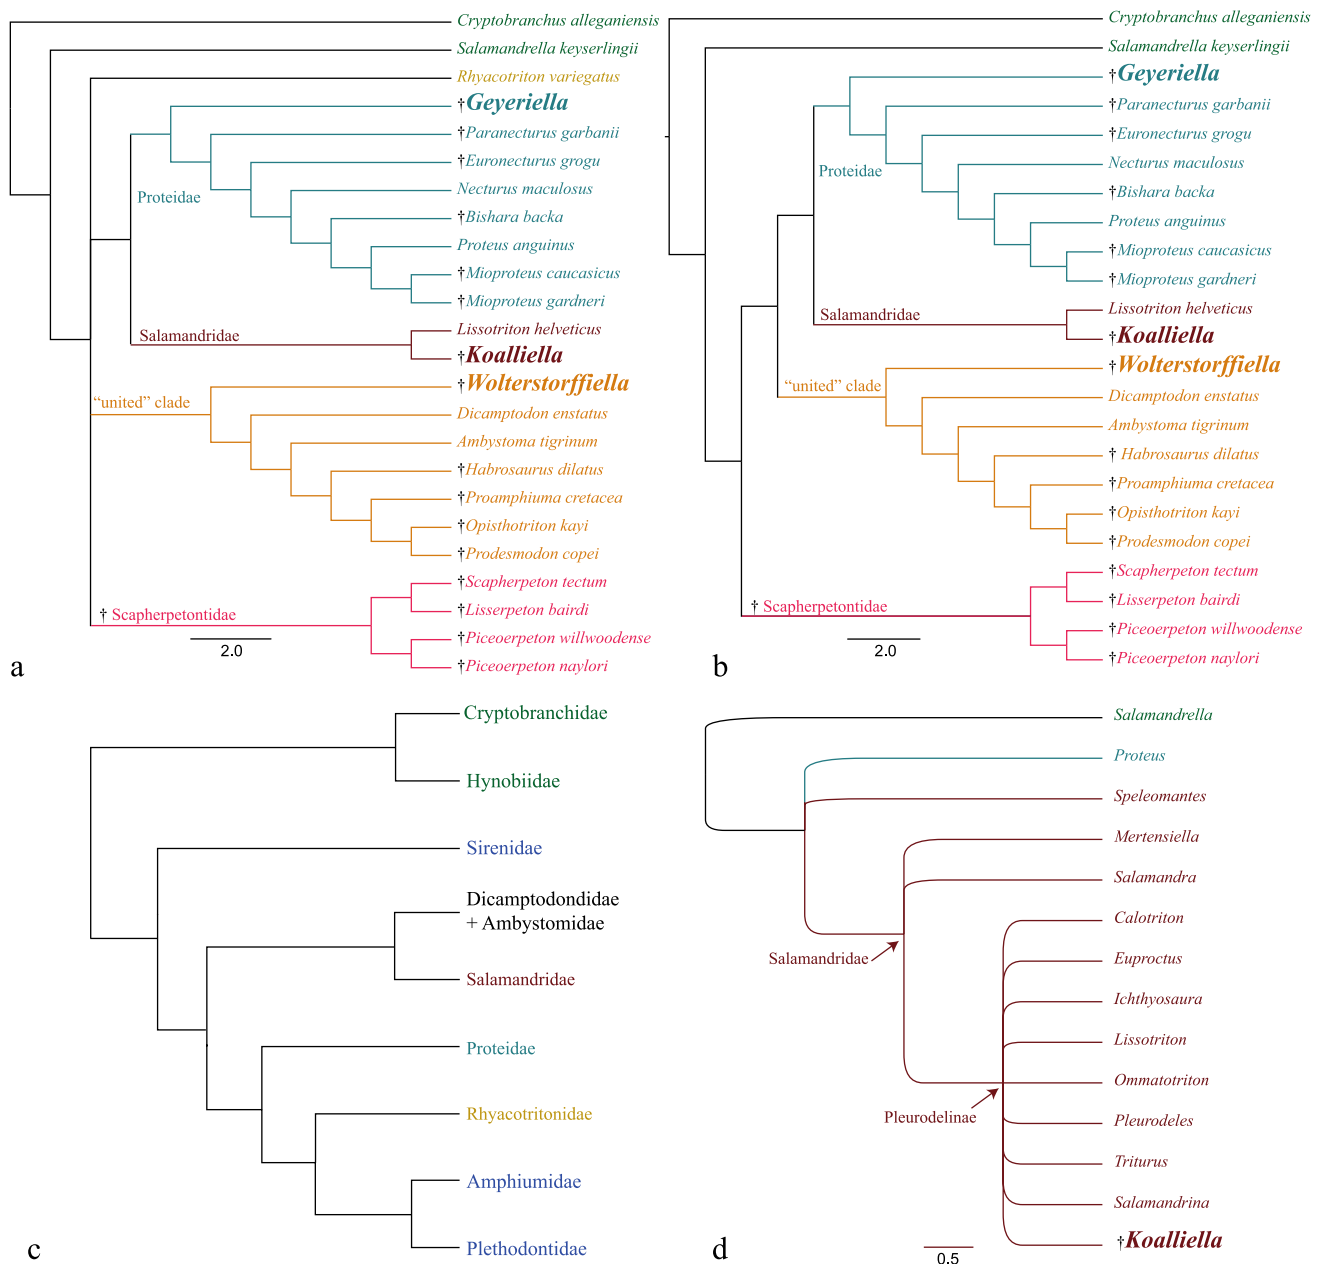 Cryptobranchus alleganiensis
Salamandrella keyserlingii
Rhyacotriton variegatus
†Geyeriella
†Paranecturus garbanii
†Euronecturus grogu
Necturus maculosus
Proteidae
†Bishara backa
Proteus anguinus
†Mioproteus caucasicus
†Mioproteus gardneri
Lissotriton helveticus
Salamandridae
†Koalliella
†Wolterstorffiella
"united" clade
Dicamptodon enstatus
Ambystoma tigrinum
†Habrosaurus dilatus
†Proamphiuma cretacea
†Opisthotriton kayi
†Prodesmodon copei
†Scapherpeton tectum
†Lisserpeton bairdi
† Scapherpetontidae
†Piceoerpeton willwoodense
†Piceoerpeton naylori
2.0
a
Cryptobranchus alleganiensis
Salamandrella keyserlingii
†Geyeriella
†Paranecturus garbanii
†Euronecturus grogu
Necturus maculosus
Proteidae
†Bishara backa
Proteus anguinus
†Mioproteus caucasicus
†Mioproteus gardneri
Lissotriton helveticus
Salamandridae
†Koalliella
†Wolterstorffiella
"united" clade
Dicamptodon enstatus
Ambystoma tigrinum
† Habrosaurus dilatus
†Proamphiuma cretacea
†Opisthotriton kayi
†Prodesmodon copei
†Scapherpeton tectum
†Lisserpeton bairdi
† Scapherpetontidae
†Piceoerpeton willwoodense
†Piceoerpeton naylori
2.0
b
Cryptobranchidae
Hynobiidae
Sirenidae
Dicamptodondidae
+ Ambystomidae
Salamandridae
Proteidae
Rhyacotritonidae
Amphiumidae
Plethodontidae
c
Salamandrella
Proteus
Speleomantes
Mertensiella
Salamandra
Calotriton
Salamandridae
Euproctus
Ichthyosaura
Lissotriton
Ommatotriton
Pleurodelinae
Pleurodeles
Triturus
Salamandrina
†Koalliella
0.5
d